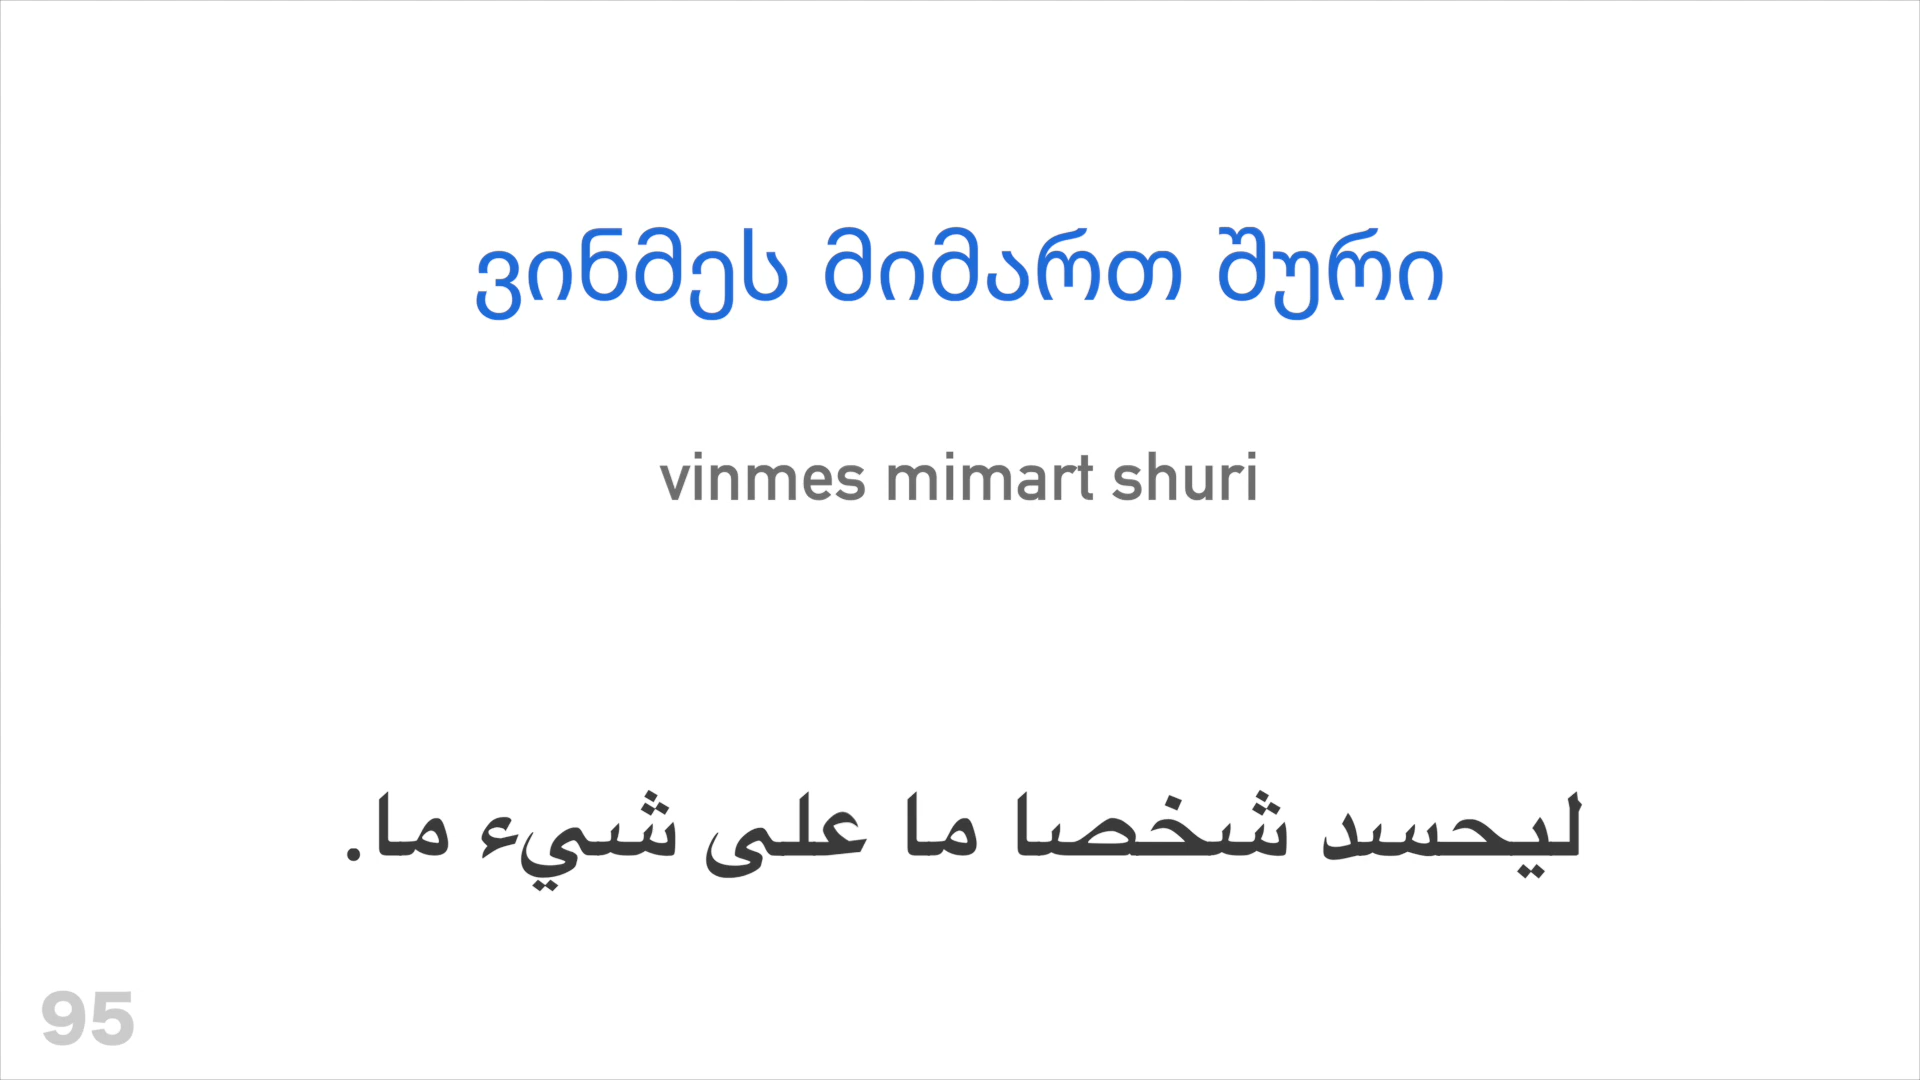 ვინმეს მიმართ შური
vinmes mimart shuri
ليحسد شخصا ما على شيء ما.
95